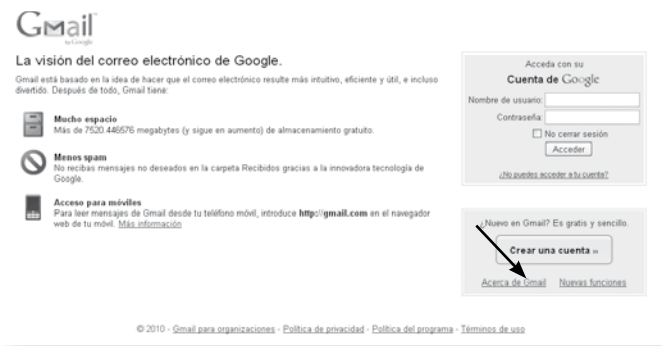 Gmail
by Google
La visión del correo electrónico de Google.
Gmail está basado en la idea de hacer que el correo electrónico resulte más intuitivo, eficiente y útil, e incluso
divertido. Después de todo, Gmail tiene:
Mucho espacio
Más de 7520.446576 megabytes (y sigue en aumento) de almacenamiento gratuito.
Menos spam
No recibas mensajes no deseados en la carpeta Recibidos gracias a la innovadora tecnología de
Google.
Acceso para móviles
Para leer mensajes de Gmail desde tu teléfono móvil, introduce http://gmail.com en el navegador
web de tu móvil. Más información
Acceda con su
Cuenta de Google
Nombre de usuario:
Contraseña:
No cerrar sesión
Acceder
¿No puedes acceder a tu cuenta?
¿Nuevo en Gmail? Es gratis y sencillo.
Crear una cuenta »
Acerca de Gmail Nuevas funciones
© 2010 - Gmail para organizaciones - Política de privacidad - Política del programa - Términos de uso